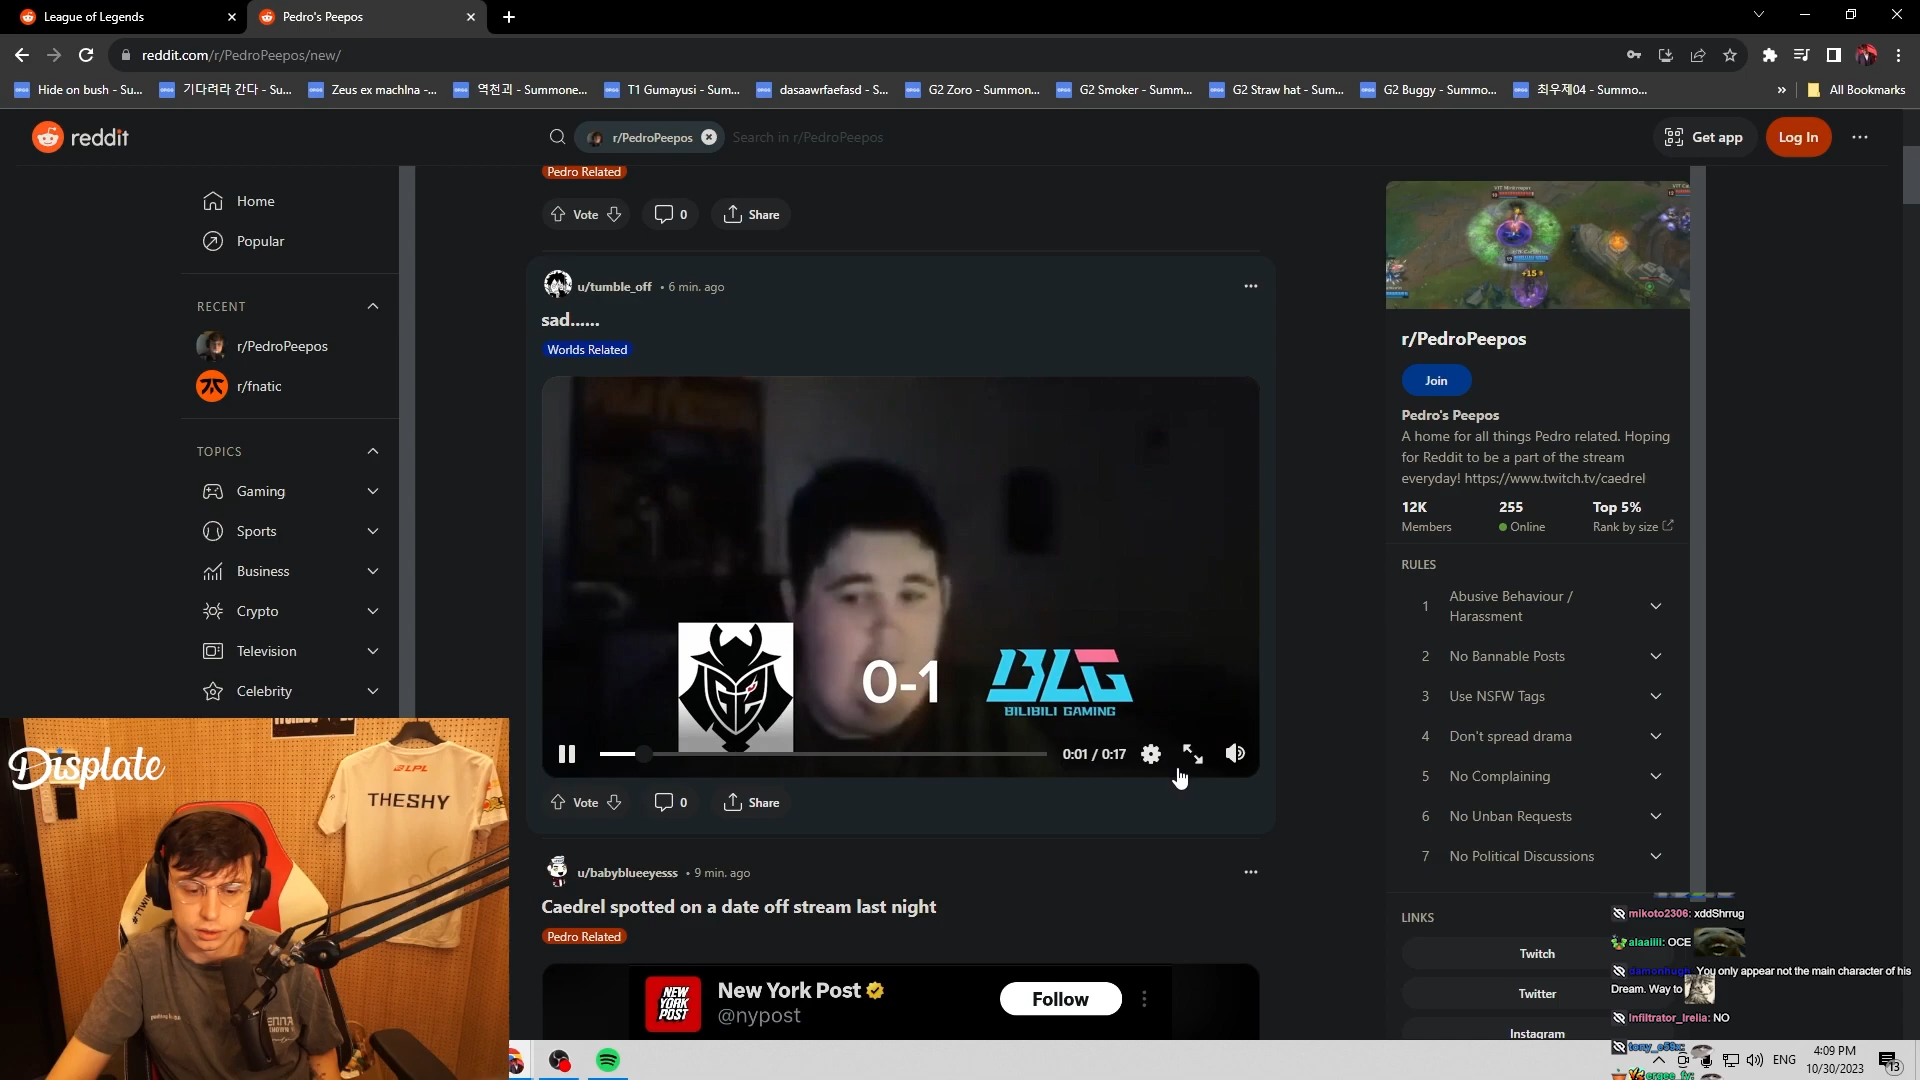 League of Legends
Pedro's Peepos
reddit.com/r/PedroPeepos/new/
Hide on bush - Su...
기다려라 간다 - Su...
Zeus ex machIna -...
역천괴 - Summone...
T1 Gumayusi - Sum...
dasaawrfaefasd - S...
G2 Zoro - Summon...
G2 Smoker - Summ...
G2 Straw hat - Sum...
G2 Buggy - Summo...
최우제04 - Summo...
All Bookmarks
reddit
r/PedroPeepos
Search in r/PedroPeepos
Get app
Log In
Home
Popular
RECENT
r/PedroPeepos
r/fnatic
TOPICS
Gaming
Sports
Business
Crypto
Television
Celebrity
Pedro Related
Vote
0
Share
u/tumble_off • 6 min. ago
sad......
Worlds Related
0-1
BLG
BILIBILI GAMING
0:01 / 0:17
Vote
0
Share
u/babyblueeyesss • 9 min. ago
Caedrel spotted on a date off stream last night
Pedro Related
NEW YORK POST
New York Post
@nypost
Follow
+15
r/PedroPeepos
Join
Pedro's Peepos
A home for all things Pedro related. Hoping
for Reddit to be a part of the stream
everyday! https://www.twitch.tv/caedrel
12K
255
Top 5%
Members
Online
Rank by size
RULES
1 Abusive Behaviour /
Harassment
2 No Bannable Posts
3 Use NSFW Tags
4 Don't spread drama
5 No Complaining
6 No Unban Requests
7 No Political Discussions
LINKS
Twitch
Twitter
Instagram
mikoto2306: xddShrrug
alaaiiii: OCE
damonhugh: You only appear not the main character of his
Dream. Way to
Infiltrator_Irelia: NO
Displate
LPL
THESHY
ENG
4:09 PM
10/30/2023
13